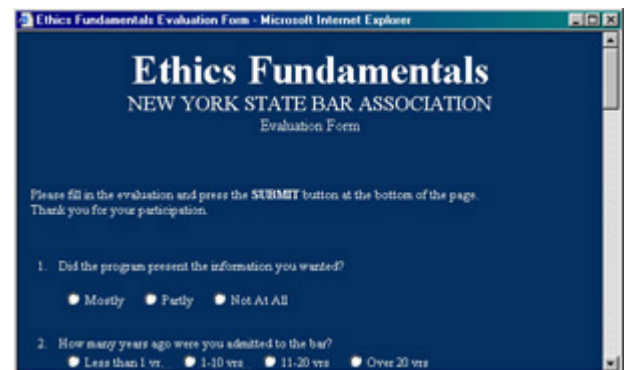 Ethics Fundamentals Evaluation Form - Microsoft Internet Explorer
Ethics Fundamentals
NEW YORK STATE BAR ASSOCIATION
Evaluation Form
Please fill in the evaluation and press the SUBMIT button at the bottom of the page.
Thank you for your participation.
1. Did the program present the information you wanted?
Mostly Partly Not At All
2. How many years ago were you admitted to the bar?
Less than 1 yr. 1-10 yrs 11-20 yrs Over 20 yrs